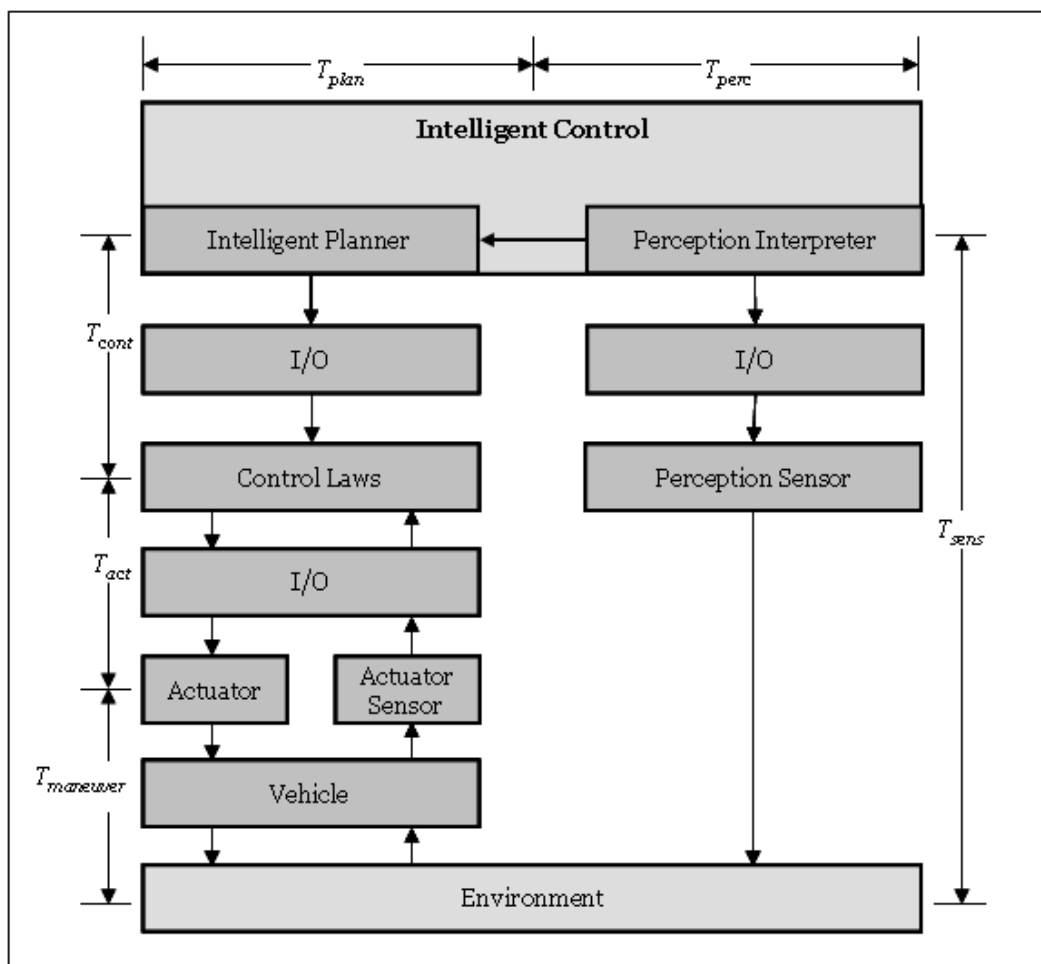 T_plan T_perc
Intelligent Control
Intelligent Planner Perception Interpreter
T_cont
I/O I/O
Control Laws Perception Sensor
T_act
I/O
T_sens
Actuator
Actuator
Sensor
T_maneuver
Vehicle
Environment